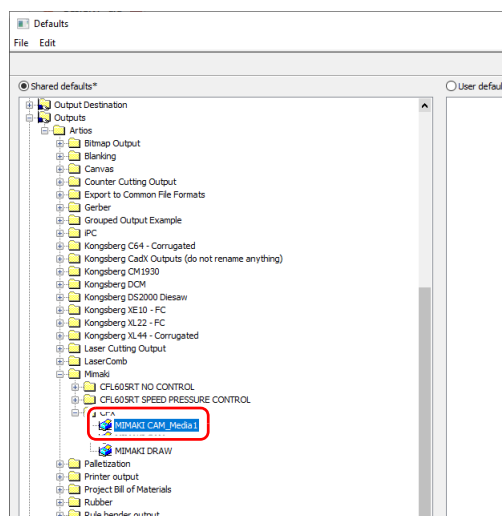 Defaults
File Edit
Shared defaults*
User defaul
Output Destination
Outputs
Artios
Bitmap Output
Blanking
Canvas
Counter Cutting Output
Export to Common File Formats
Gerber
Grouped Output Example
iPC
Kongsberg C64 - Corrugated
Kongsberg CadX Outputs (do not rename anything)
Kongsberg CM1930
Kongsberg DCM
Kongsberg DS2000 Diesaw
Kongsberg XE10 - FC
Kongsberg XL22 - FC
Kongsberg XL44 - Corrugated
Laser Cutting Output
LaserComb
Mimaki
CFL605RT NO CONTROL
CFL605RT SPEED PRESSURE CONTROL
CFX
MIMAKI CAM_Media1
MIMAKI DRAW
Palletization
Printer output
Project Bill of Materials
Rubber
Rule bender output